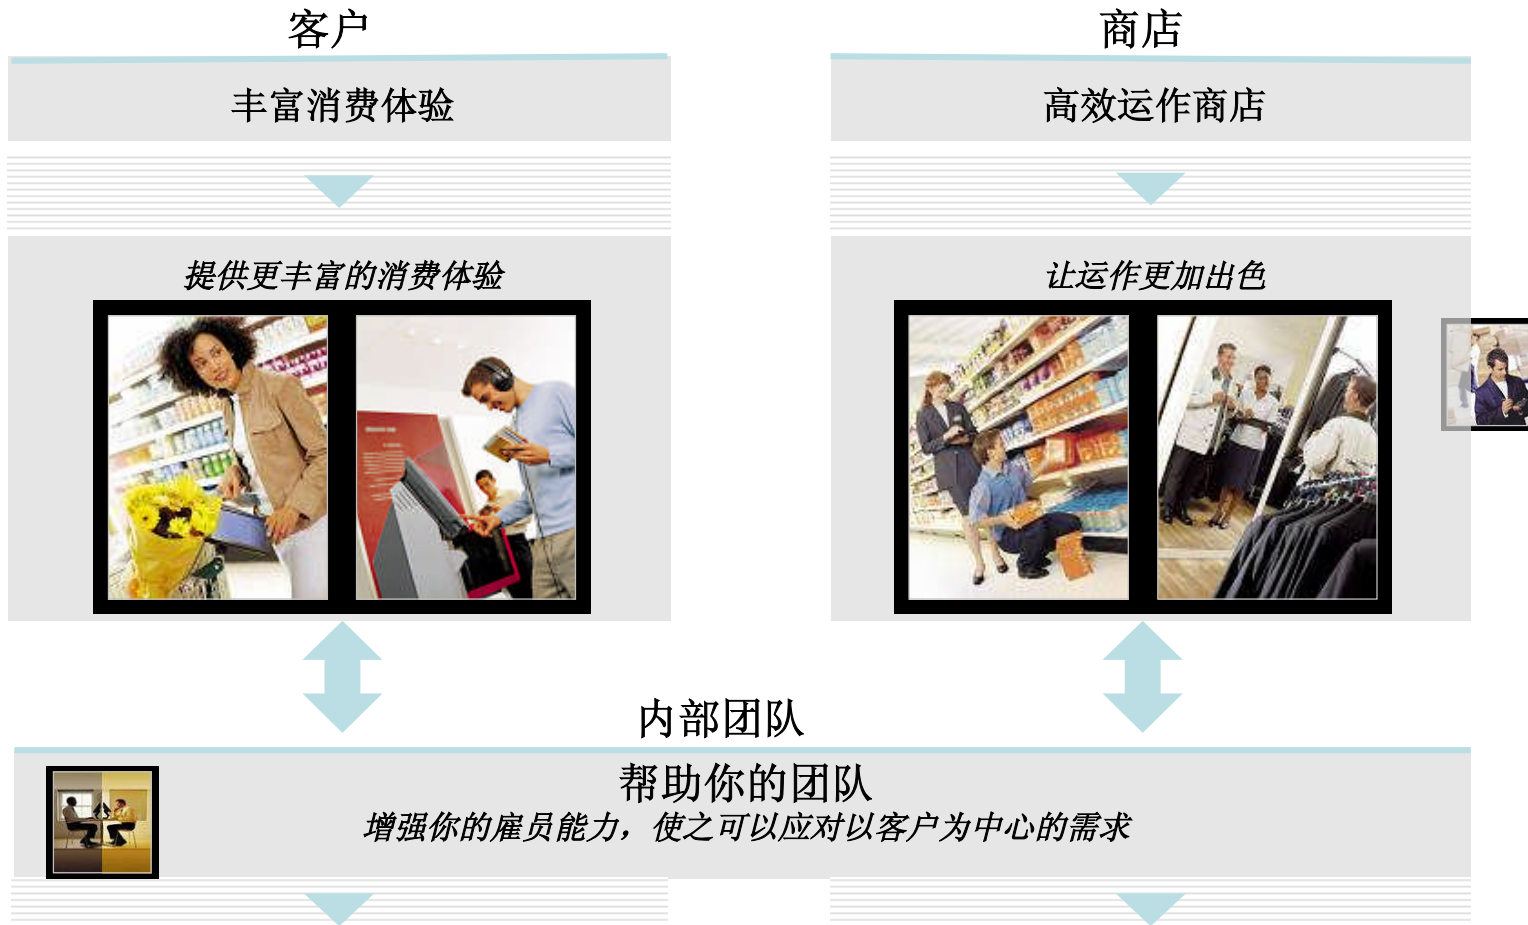 客户
丰富消费体验
提供更丰富的消费体验
商店
高效运作商店
让运作更加出色
内部团队
帮助你的团队
增强你的雇员能力，使之可以应对以客户为中心的需求